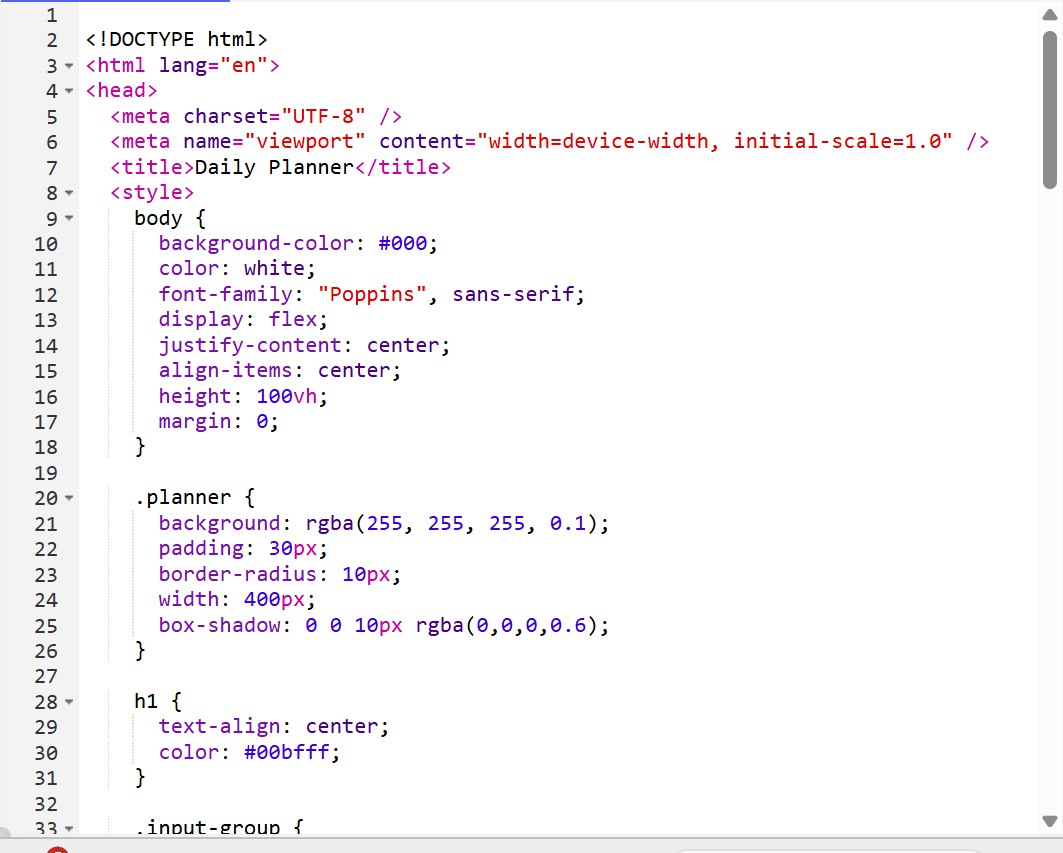 1
2 <!DOCTYPE html>
3 <html lang="en">
4 <head>
5   <meta charset="UTF-8" />
6   <meta name="viewport" content="width=device-width, initial-scale=1.0" />
7   <title>Daily Planner</title>
8   <style>
9     body {
10       background-color: #000;
11       color: white;
12       font-family: "Poppins", sans-serif;
13       display: flex;
14       justify-content: center;
15       align-items: center;
16       height: 100vh;
17       margin: 0;
18     }
19
20     .planner {
21       background: rgba(255, 255, 255, 0.1);
22       padding: 30px;
23       border-radius: 10px;
24       width: 400px;
25       box-shadow: 0 0 10px rgba(0,0,0,0.6);
26     }
27
28     h1 {
29       text-align: center;
30       color: #00bfff;
31     }
32
33     .input-group {